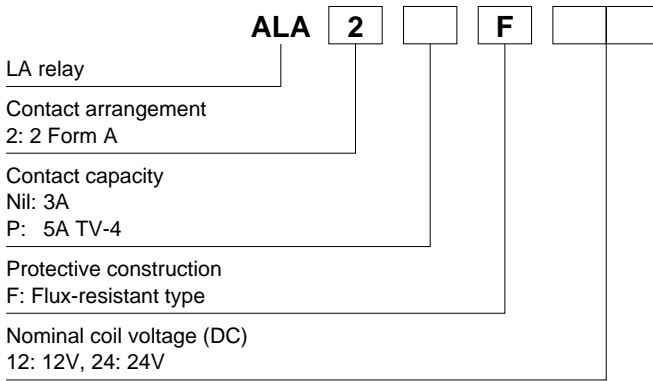 ALA 2 F
LA relay
Contact arrangement
2: 2 Form A
Contact capacity
Nil: 3A
P: 5A TV-4
Protective construction
F: Flux-resistant type
Nominal coil voltage (DC)
12: 12V, 24: 24V